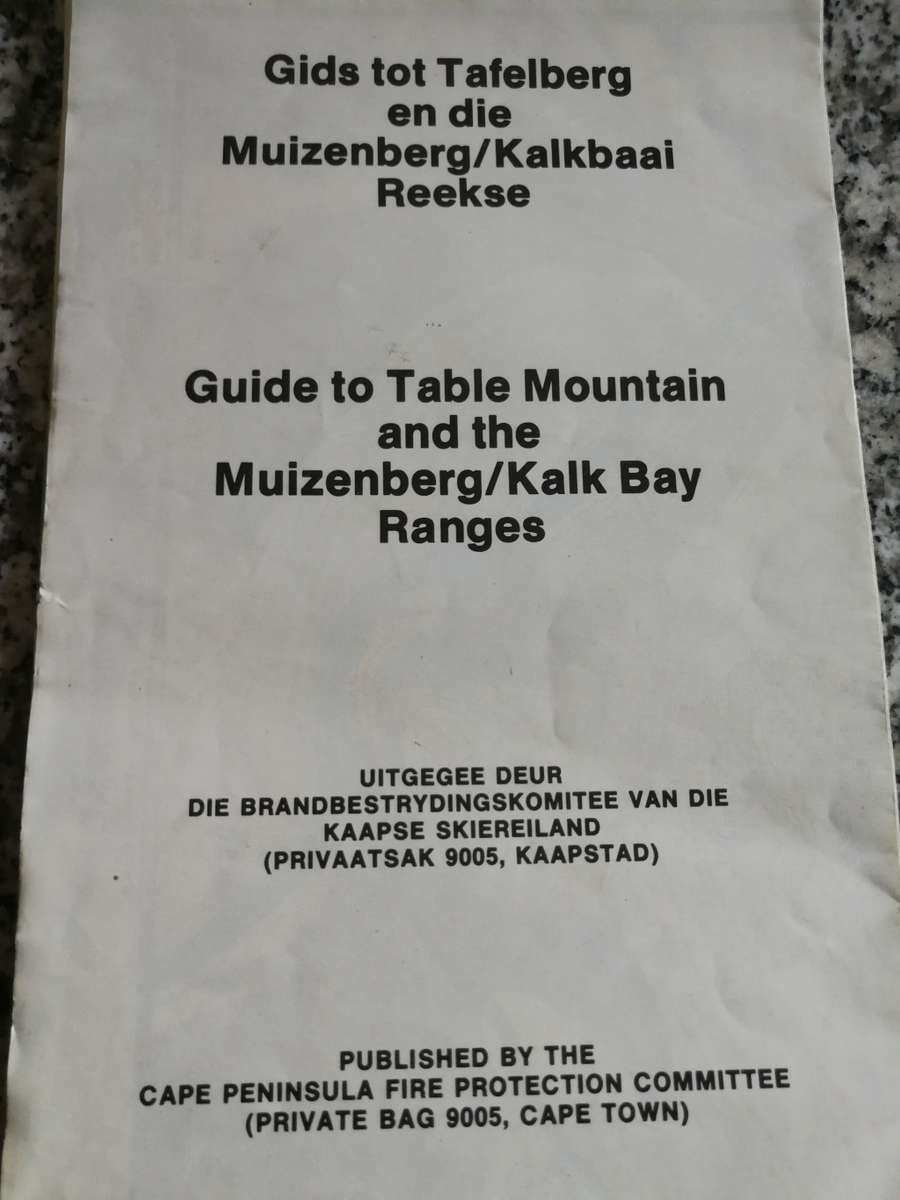 Gids tot Tafelberg
en die
Muizenberg/Kalkbaai
Reekse
Guide to Table Mountain
and the
Muizenberg/Kalk Bay
Ranges
UITGEGEE DEUR
DIE BRANDBESTRYDINGSKOMITEE VAN DIE
KAAPSE SKIEREILAND
(PRIVAATSAK 9005, KAAPSTAD)
PUBLISHED BY THE
CAPE PENINSULA FIRE PROTECTION COMMITTEE
(PRIVATE BAG 9005, CAPE TOWN)